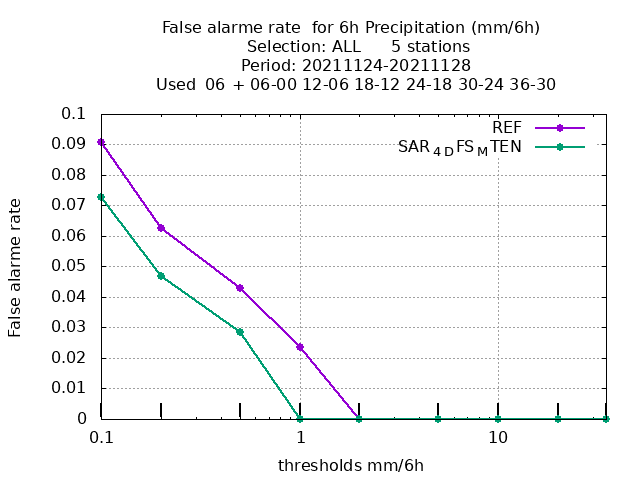 False alarme rate  for 6h Precipitation (mm/6h)
Selection: ALL      5 stations
Period: 20211124-20211128
Used  06 + 06-00 12-06 18-12 24-18 30-24 36-30
REF
SAR4DFSMTEN
0.1
0.09
0.08
0.07
0.06
0.05
0.04
0.03
0.02
0.01
0
False alarme rate
0.1 1 10
thresholds mm/6h